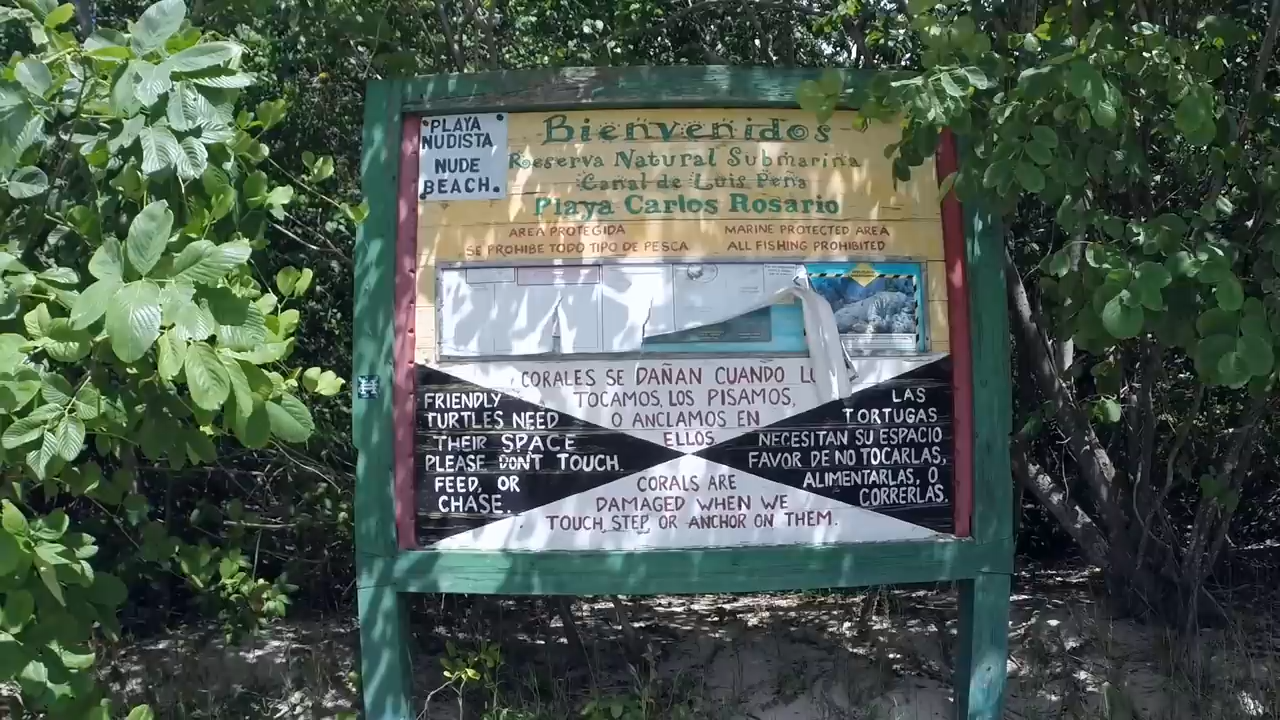 PLAYA
NUDISTA
NUDE
BEACH.
Bienvenidos
Reserva Natural Submarina
Canal de Luis Peña
Playa Carlos Rosario
AREA PROTEGIDA
SE PROHIBE TODO TIPO DE PESCA
MARINE PROTECTED AREA
ALL FISHING PROHIBITED
CORALES SE DAÑAN CUANDO
TOCAMOS, LOS PISAMOS,
O ANCLAMOS EN
ELLOS.
FRIENDLY
TURTLES NEED
THEIR SPACE
PLEASE DON'T TOUCH.
FEED, OR
CHASE.
LAS
TORTUGAS
NECESITAN SU ESPACIO
FAVOR DE NO TOCARLAS,
ALIMENTARLAS, O
CORRERLAS.
CORALS ARE
DAMAGED WHEN WE
TOUCH, STEP, OR ANCHOR ON THEM.